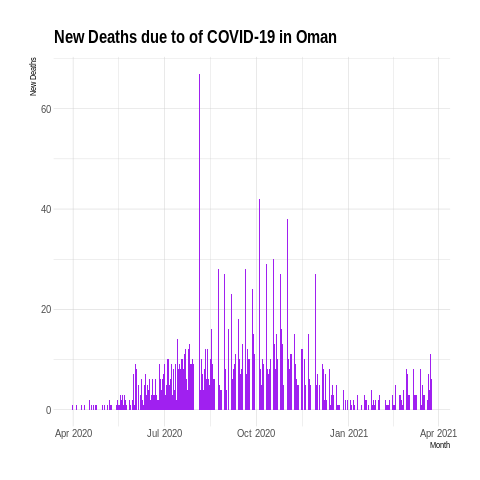 New Deaths due to of COVID-19 in Oman
New Deaths
60
40
20
0
Apr 2020 Jul 2020 Oct 2020 Jan 2021 Apr 2021
Month